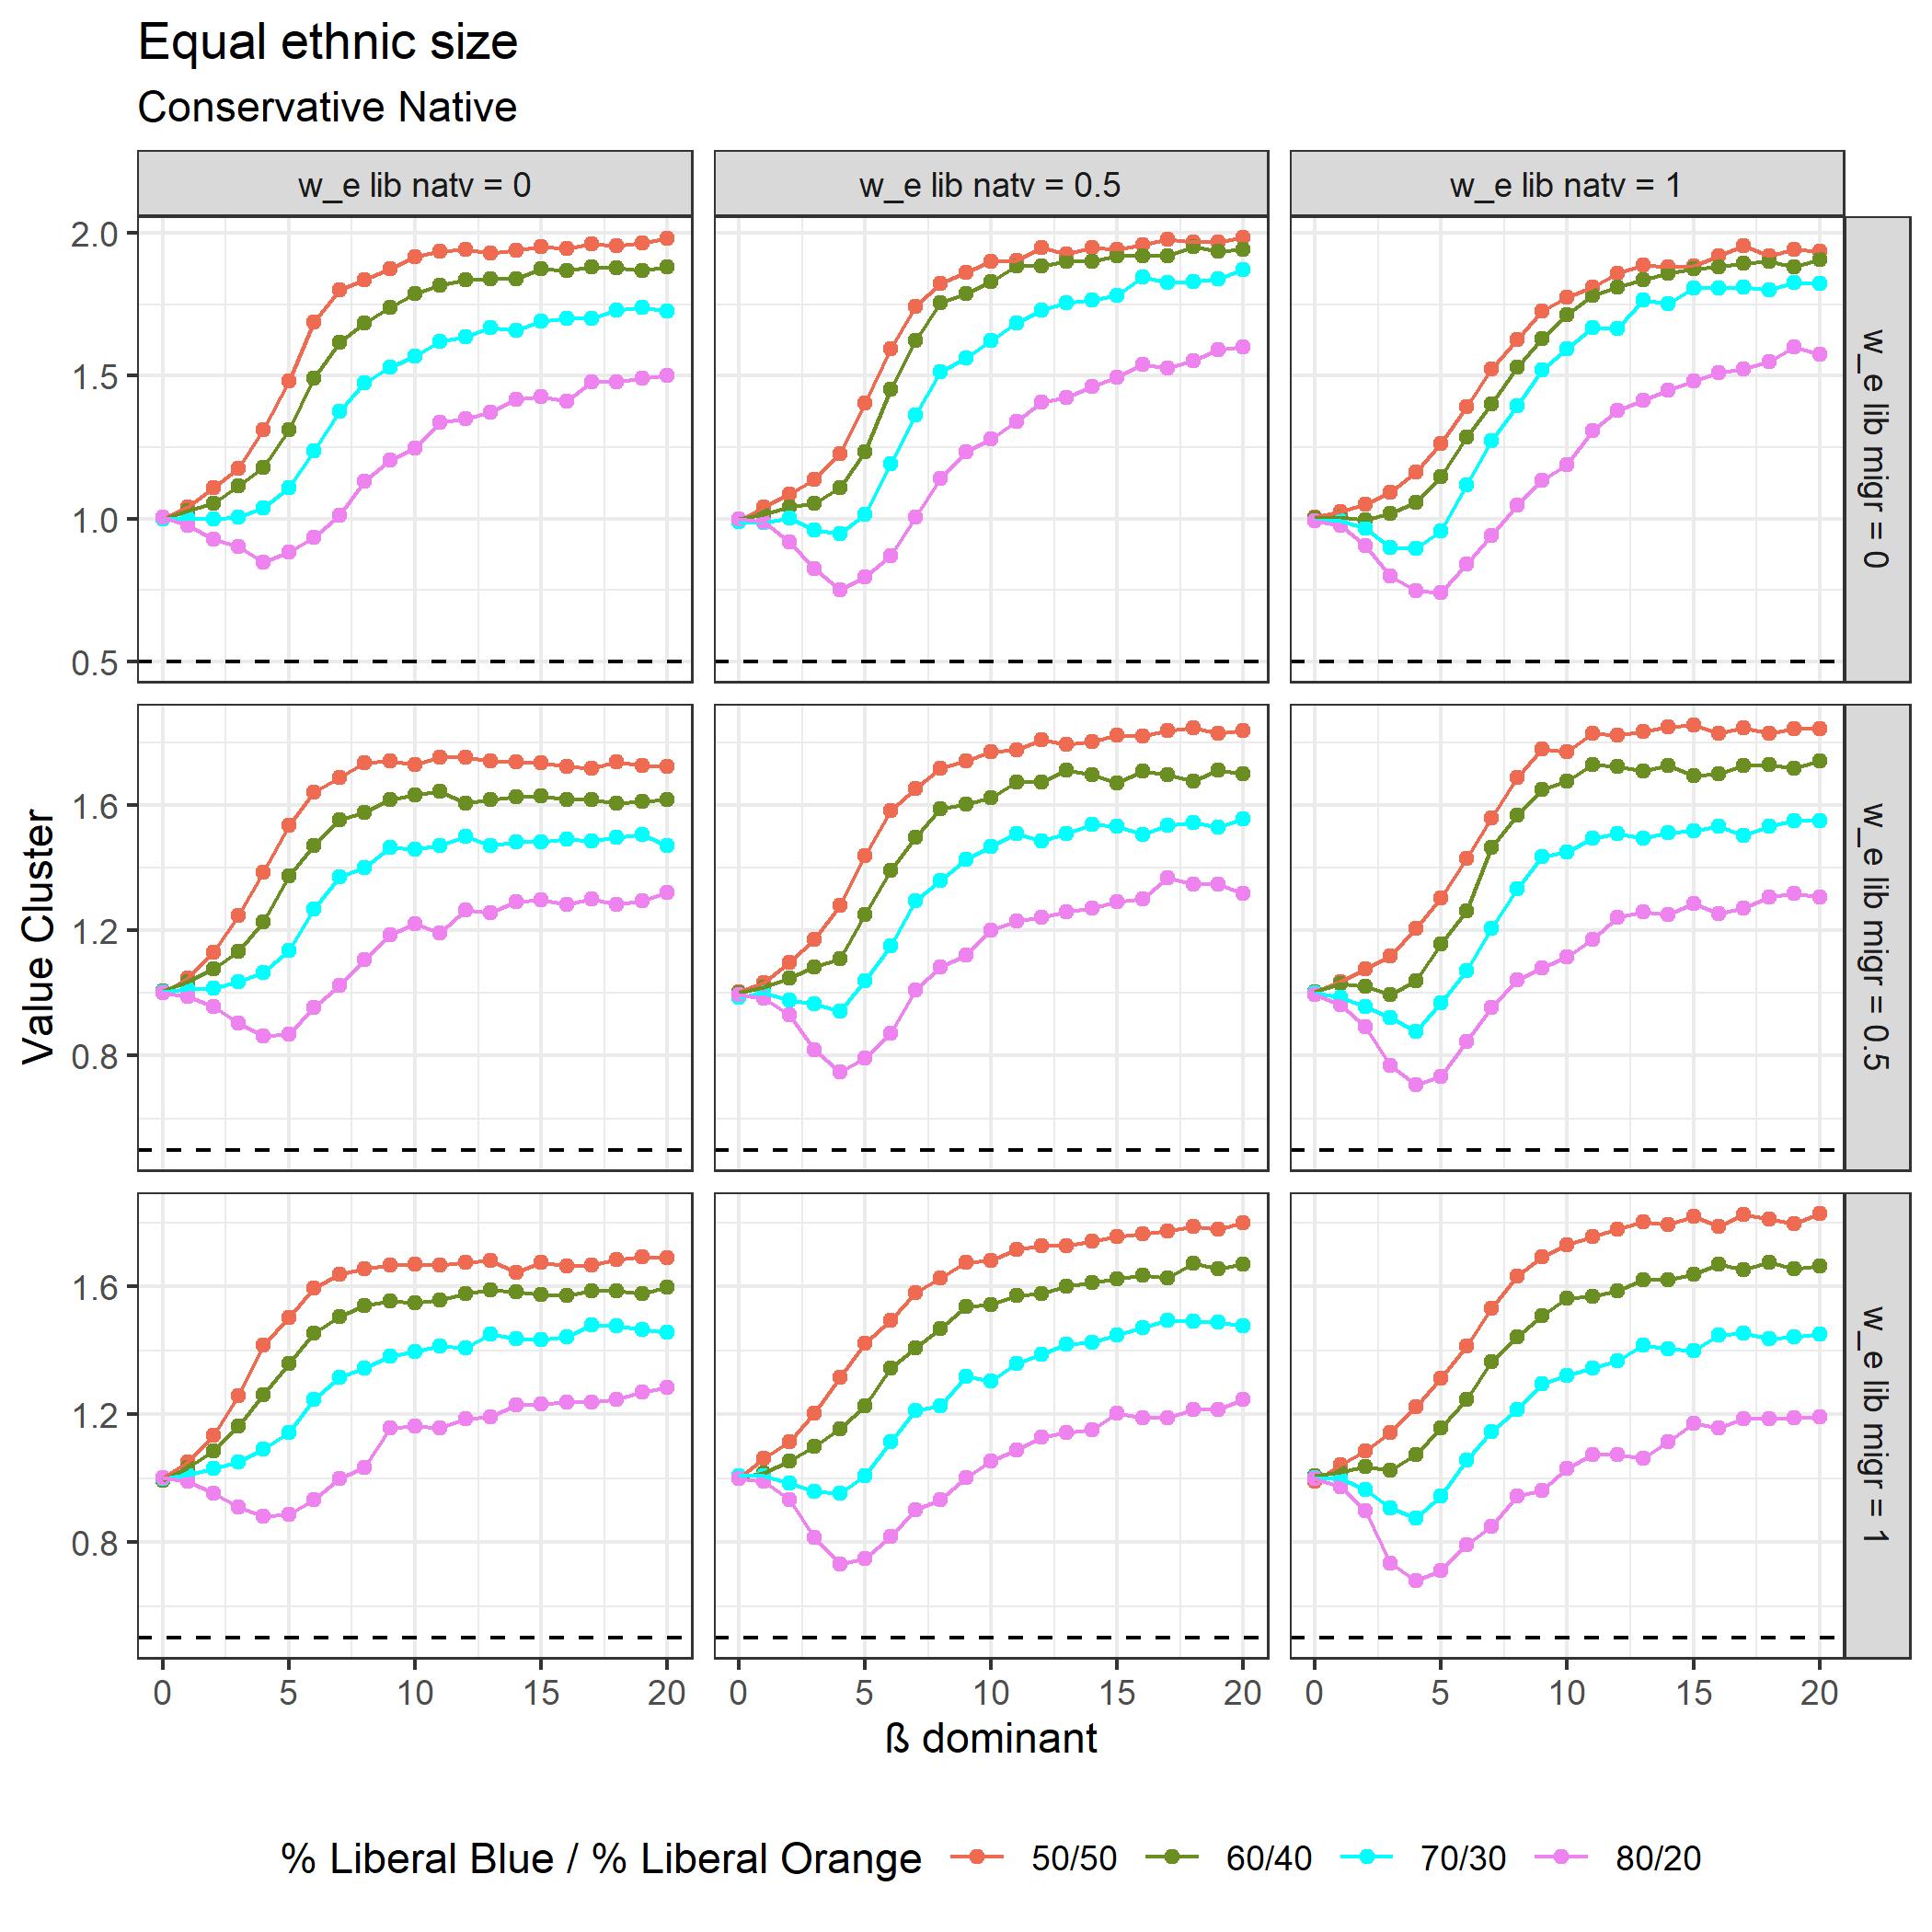 Equal ethnic size
Conservative Native
w_e lib natv = 0
w_e lib natv = 0.5
w_e lib natv = 1
2.0
1.5
1.0
0.5
w_e lib migr = 0
1.6
1.2
0.8
w_e lib migr = 0.5
1.6
1.2
0.8
w_e lib migr = 1
Value Cluster
0 5 10 15 20
0 5 10 15 20
0 5 10 15 20
ß dominant
% Liberal Blue / % Liberal Orange 50/50 60/40 70/30 80/20